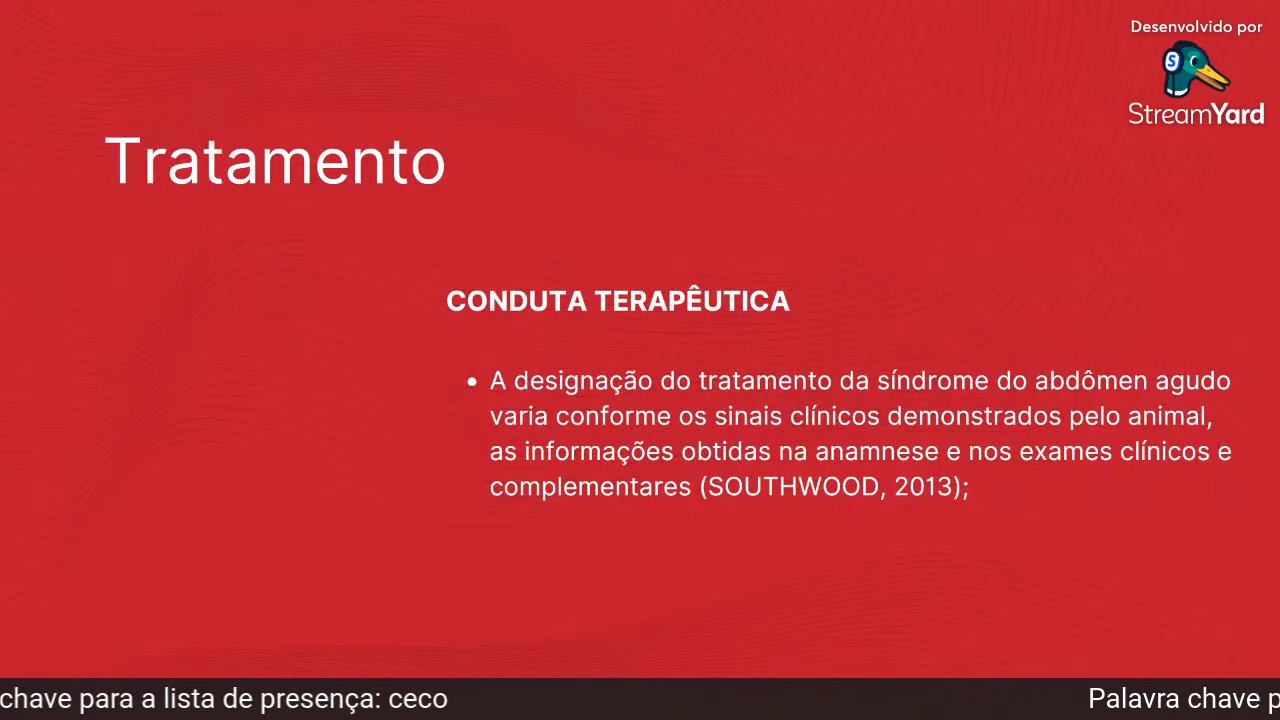 Desenvolvido por
StreamYard
Tratamento
CONDUTA TERAPÊUTICA
• A designação do tratamento da síndrome do abdômen agudo
varia conforme os sinais clínicos demonstrados pelo animal,
as informações obtidas na anamnese e nos exames clínicos e
complementares (SOUTHWOOD, 2013);
chave para a lista de presença: ceco
Palavra chave p